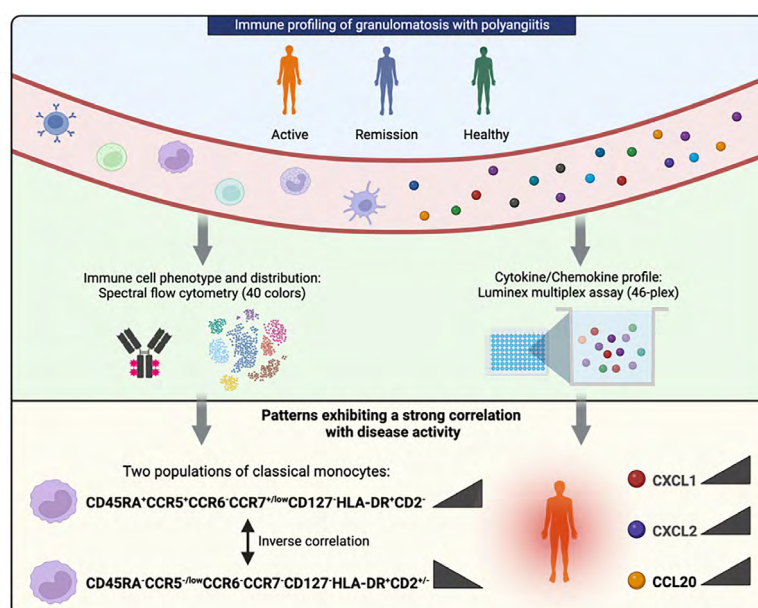 Immune profiling of granulomatosis with polyangiitis
Active
Remission
Healthy
Immune cell phenotype and distribution:
Spectral flow cytometry (40 colors)
Cytokine/Chemokine profile:
Luminex multiplex assay (46-plex)
Patterns exhibiting a strong correlation
with disease activity
Two populations of classical monocytes:
CD45RA⁺CCR5⁺CCR6⁻CCR7⁺/ˡᵒʷCD127⁻HLA-DR⁺CD2⁻
Inverse correlation
CD45RA⁻CCR5⁻/ˡᵒʷCCR6⁻CCR7⁻CD127⁻HLA-DR⁺CD2⁺/⁻
CXCL1
CXCL2
CCL20